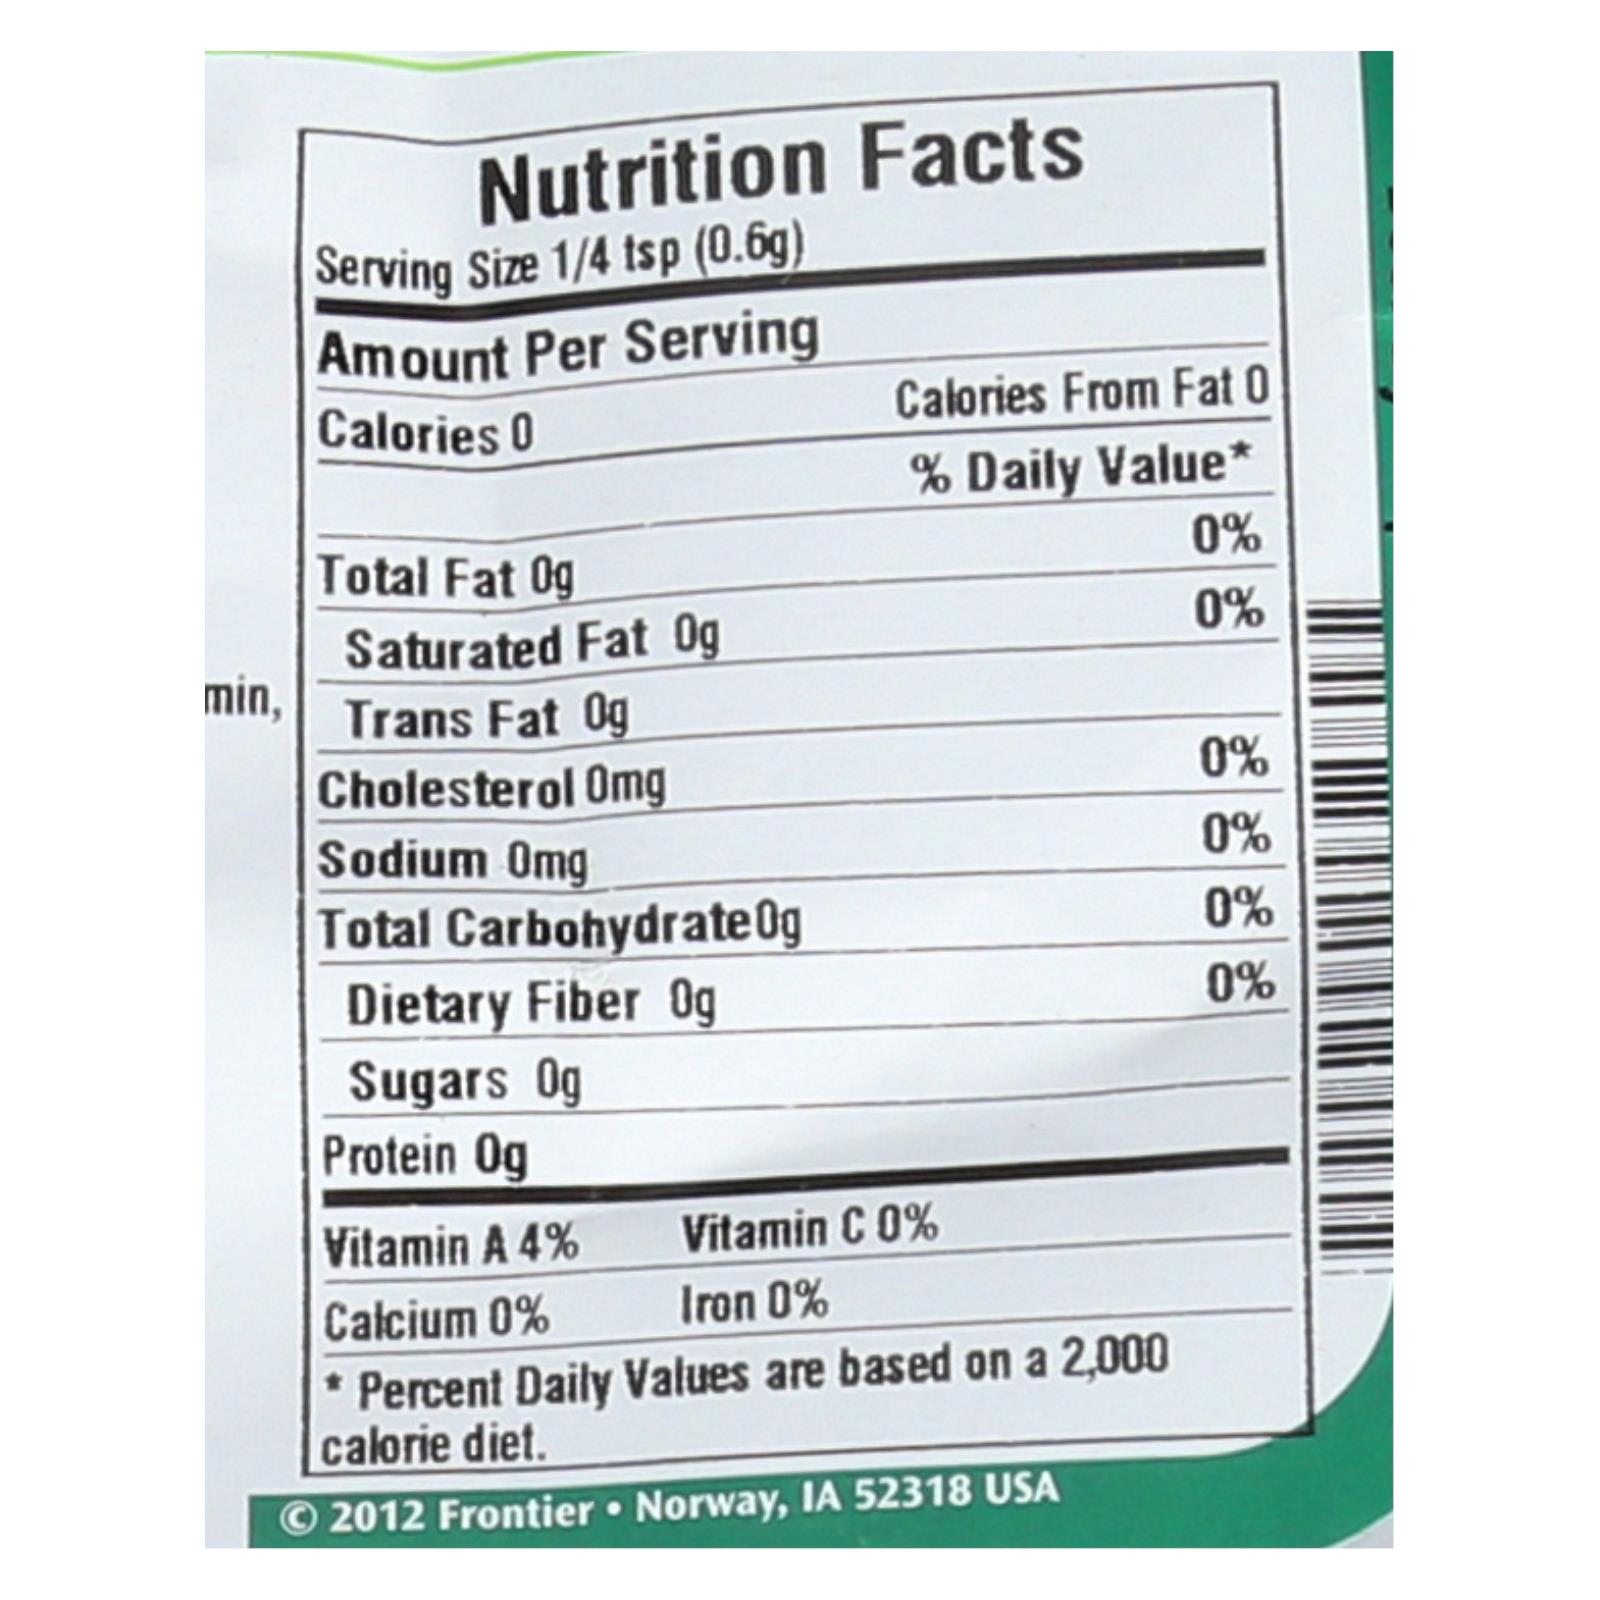 Nutrition Facts
Serving Size 1/4 tsp (0.6g)
Amount Per Serving
Calories 0 Calories From Fat 0
% Daily Value*
Total Fat 0g 0%
Saturated Fat 0g 0%
Trans Fat 0g
min,
Cholesterol 0mg 0%
Sodium 0mg 0%
Total Carbohydrate 0g 0%
Dietary Fiber 0g 0%
Sugars 0g
Protein 0g
Vitamin A 4% Vitamin C 0%
Calcium 0% Iron 0%
* Percent Daily Values are based on a 2,000
calorie diet.
© 2012 Frontier • Norway, IA 52318 USA